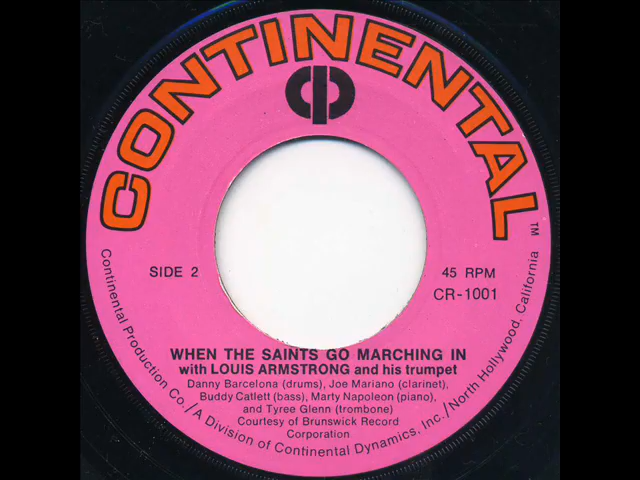 CONTINENTAL
TM
SIDE 2
45 RPM
CR-1001
WHEN THE SAINTS GO MARCHING IN
with LOUIS ARMSTRONG and his trumpet
Danny Barcelona (drums), Joe Mariano (clarinet),
Buddy Catlett (bass), Marty Napoleon (piano),
and Tyree Glenn (trombone)
Courtesy of Brunswick Record
Corporation
Continental Production Co./A Division of Continental Dynamics, Inc./North Hollywood, California